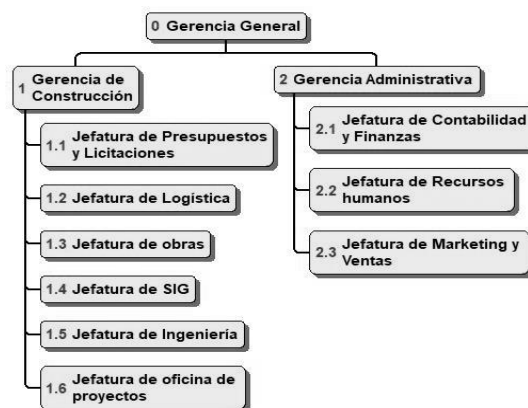 0 Gerencia General
1 Gerencia de
Construcción
1.1 Jefatura de Presupuestos
y Licitaciones
1.2 Jefatura de Logística
1.3 Jefatura de obras
1.4 Jefatura de SIG
1.5 Jefatura de Ingeniería
1.6 Jefatura de oficina de
proyectos
2 Gerencia Administrativa
2.1 Jefatura de Contabilidad
y Finanzas
2.2 Jefatura de Recursos
humanos
2.3 Jefatura de Marketing y
Ventas